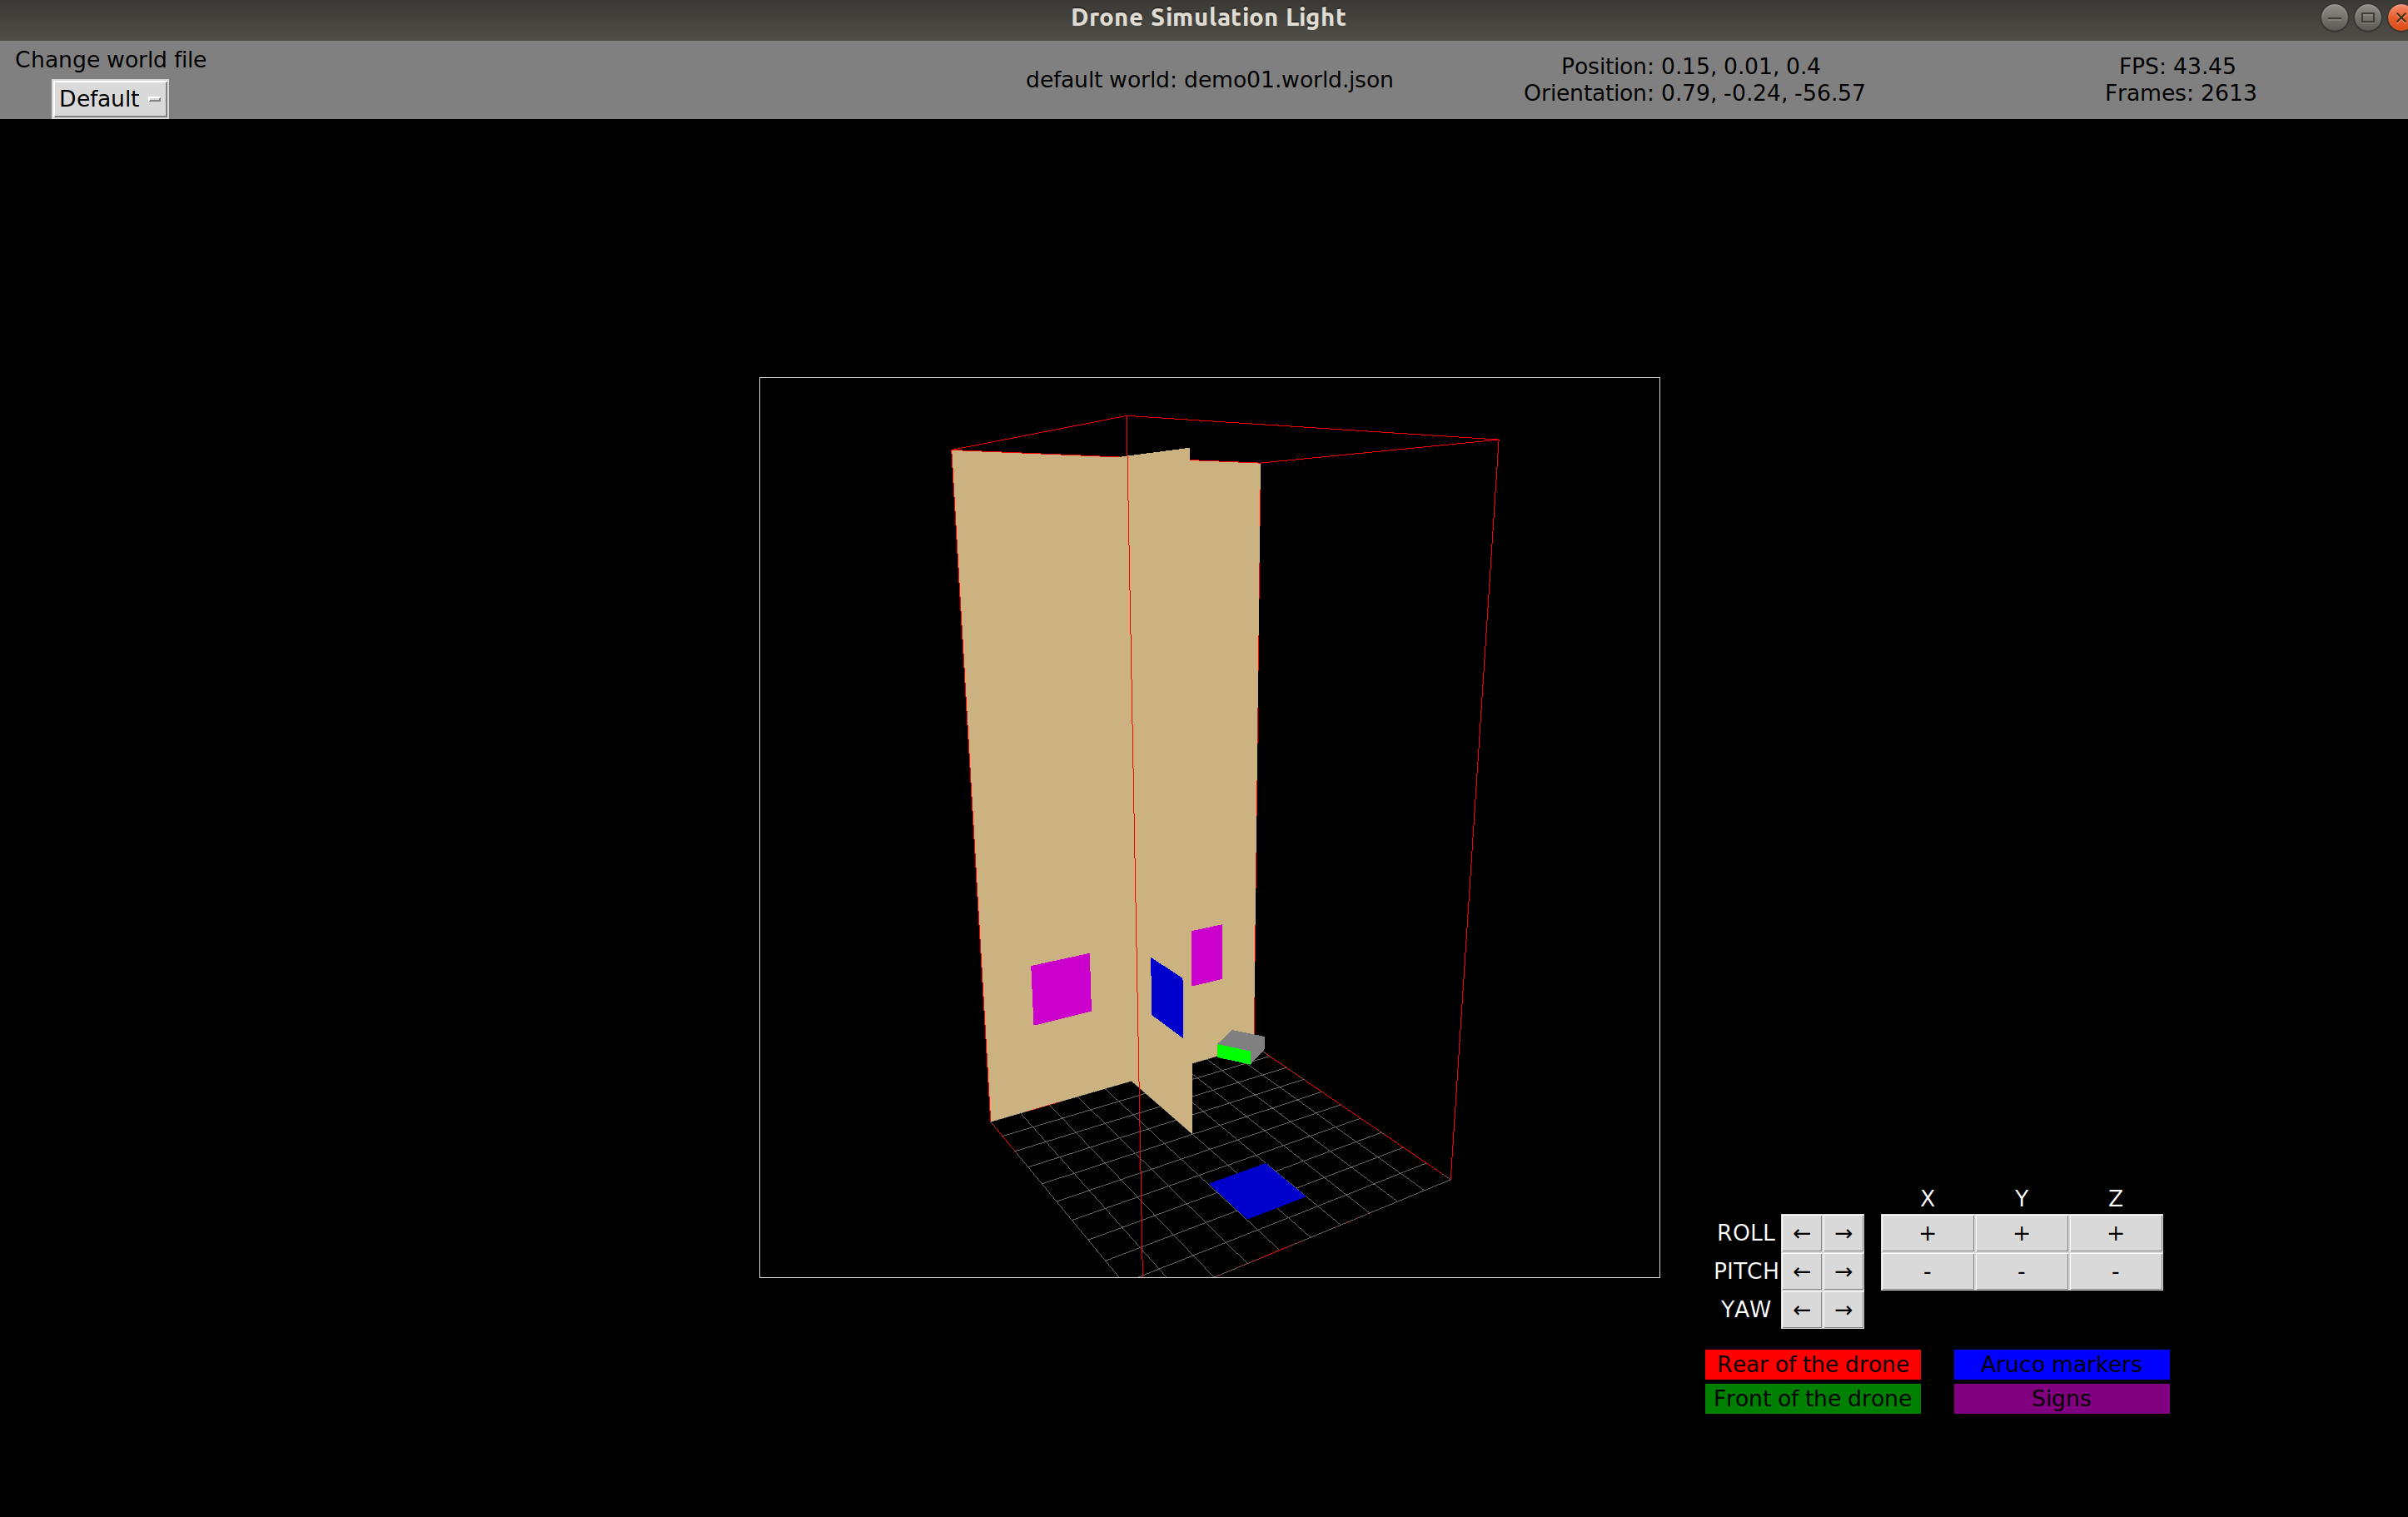 Drone Simulation Light
Change world file
Default
default world: demo01.world.json
Position: 0.15, 0.01, 0.4
Orientation: 0.79, -0.24, -56.57
FPS: 43.45
Frames: 2613
X Y Z
ROLL ← → + + +
PITCH ← → - - -
YAW ← →
Rear of the drone
Aruco markers
Front of the drone
Signs